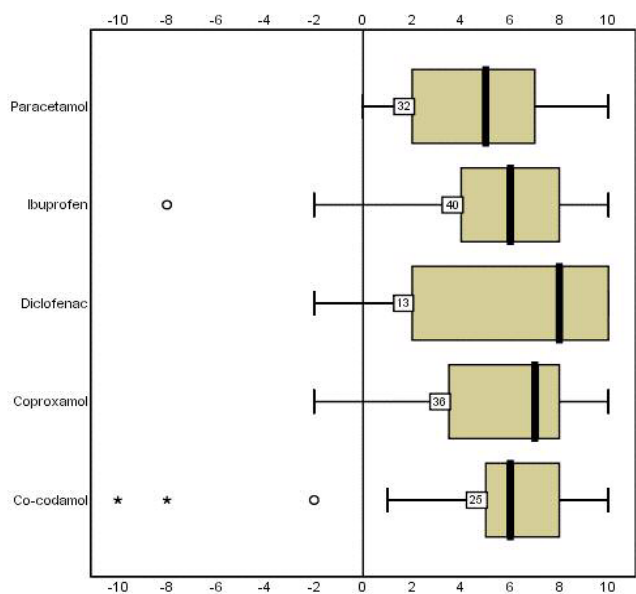 -10 -8 -6 -4 -2 0 2 4 6 8 10
Paracetamol 32
Ibuprofen 40
Diclofenac 13
Coproxamol 36
Co-codamol 25
-10 -8 -6 -4 -2 0 2 4 6 8 10